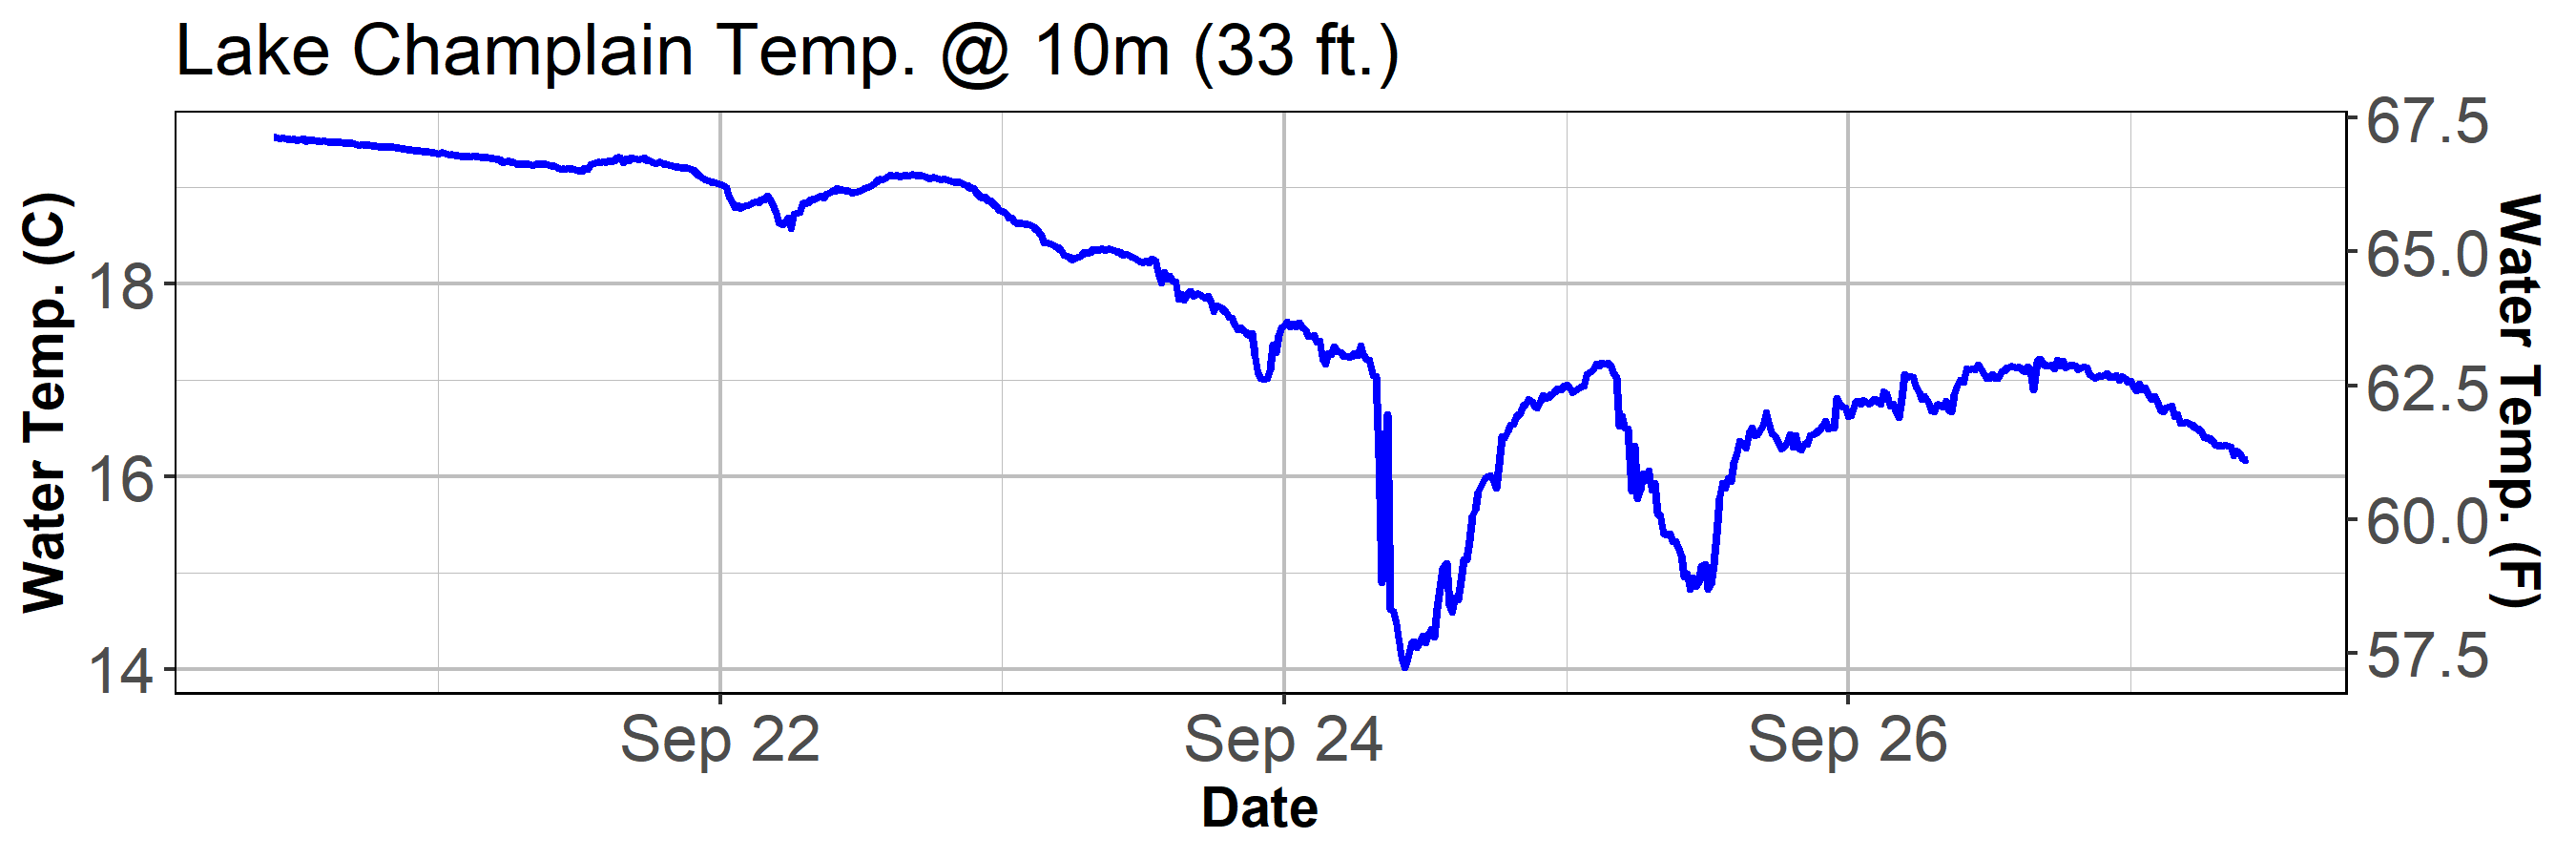 Lake Champlain Temp. @ 10m (33 ft.)
Water Temp. (C)
18
16
14
67.5
65.0
62.5
60.0
57.5
Water Temp. (F)
Sep 22
Sep 24
Sep 26
Date